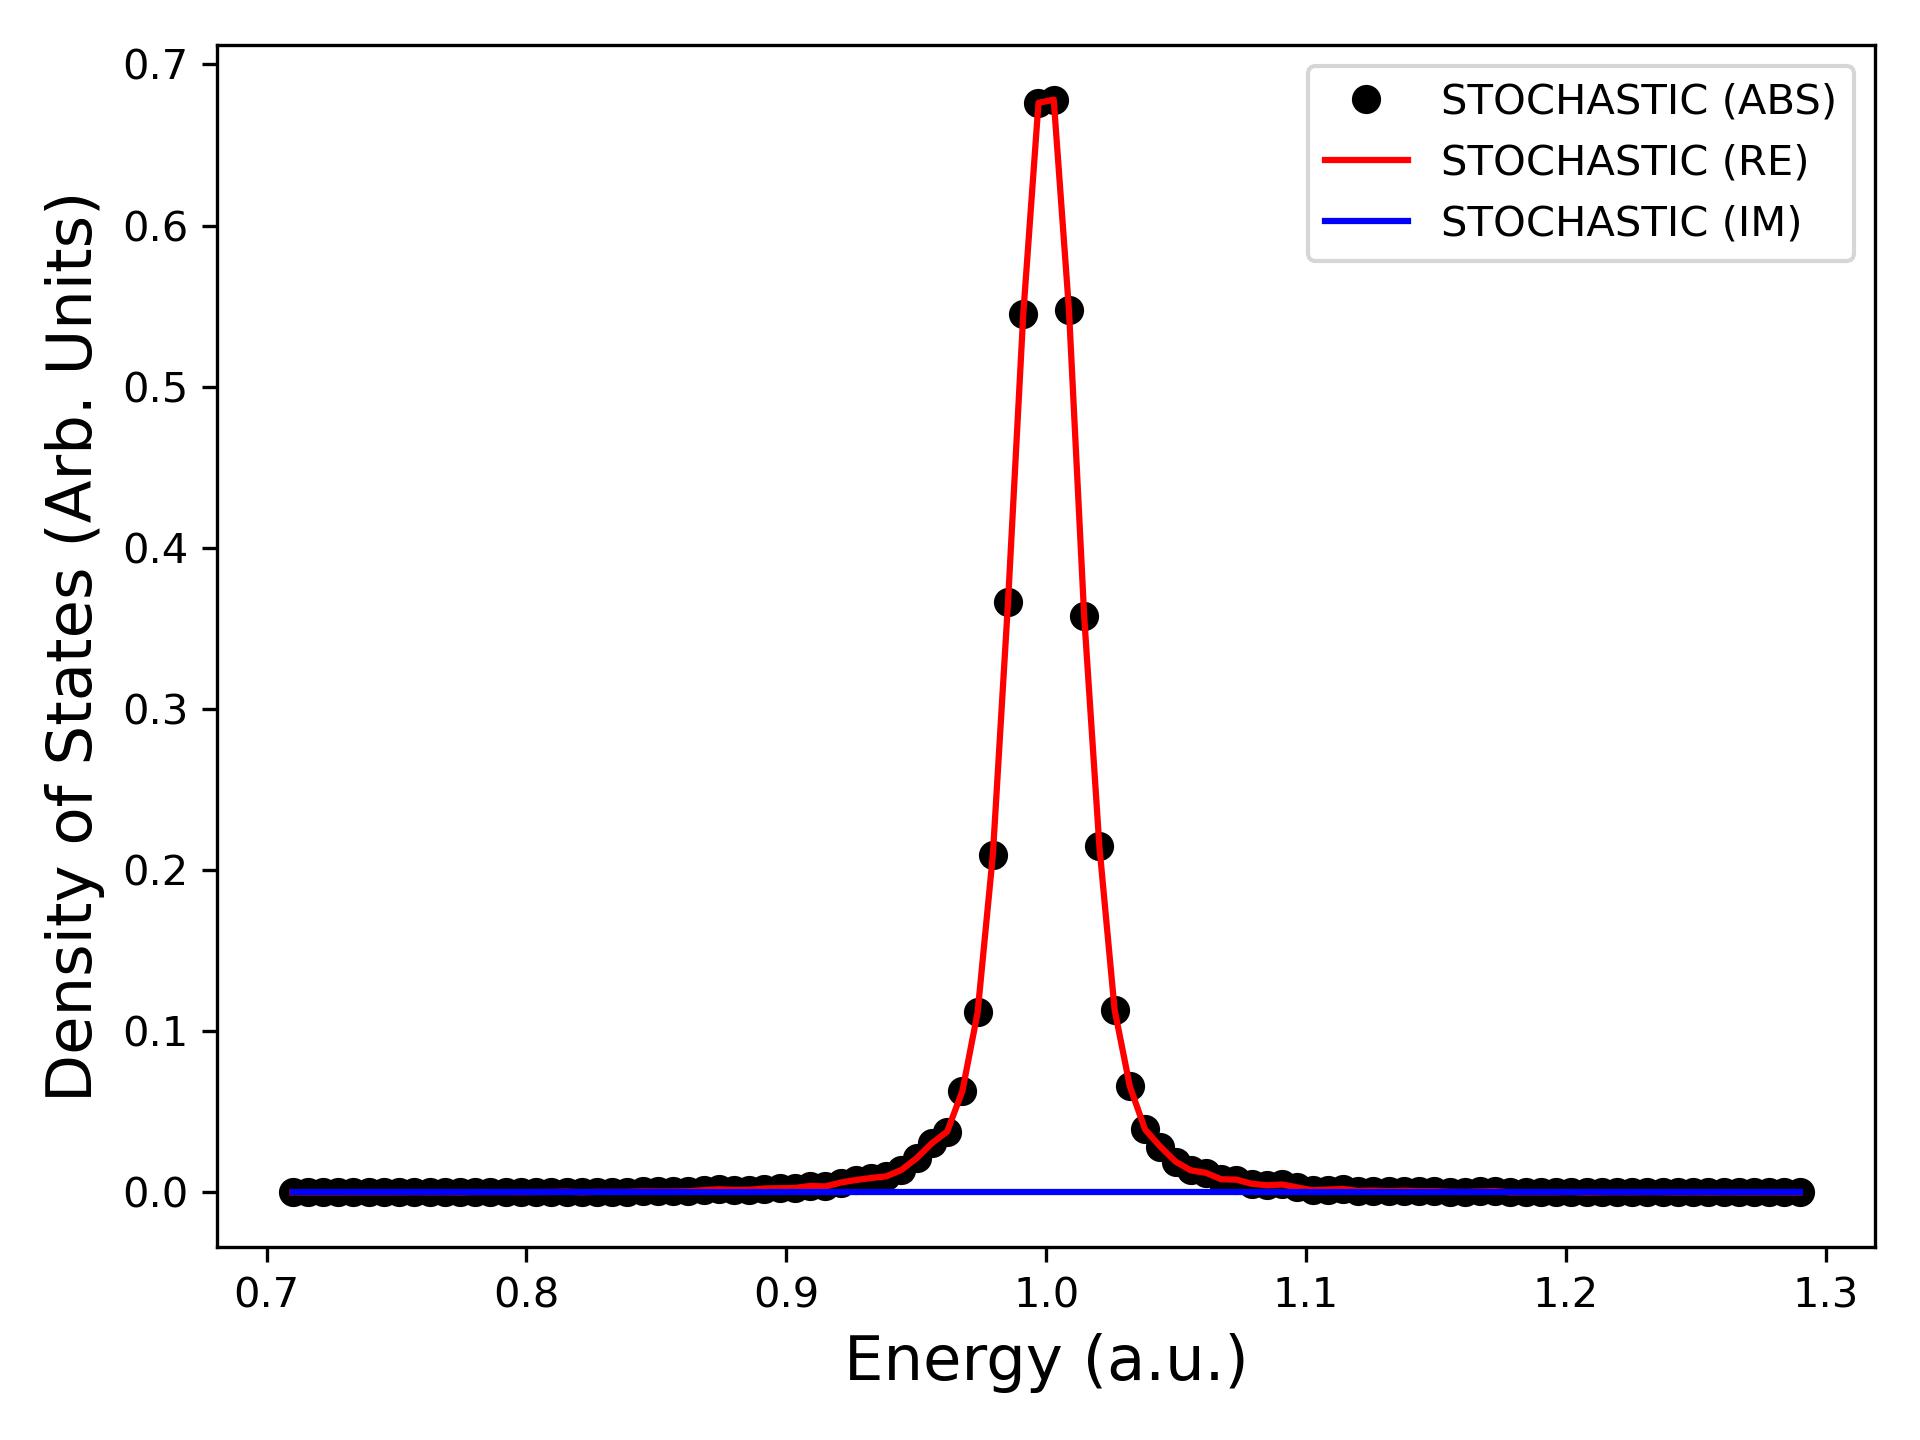 STOCHASTIC (ABS)
STOCHASTIC (RE)
STOCHASTIC (IM)
Density of States (Arb. Units)
0.7
0.6
0.5
0.4
0.3
0.2
0.1
0.0
0.7 0.8 0.9 1.0 1.1 1.2 1.3
Energy (a.u.)